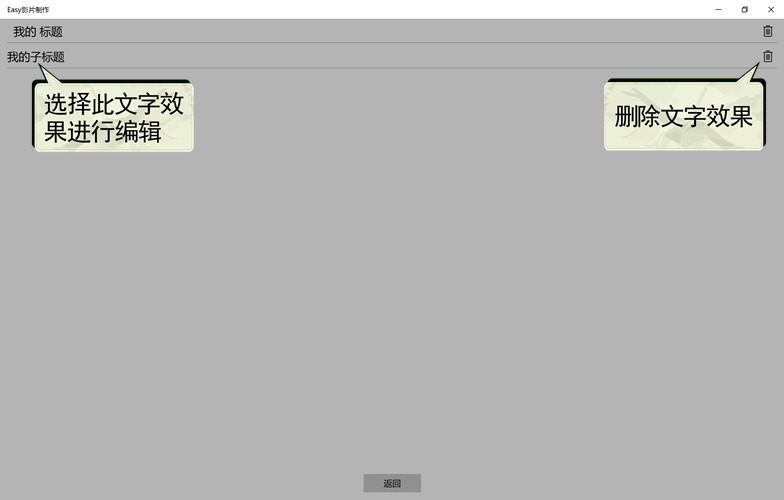 Easy影片制作
我的 标题
我的子标题
选择此文字效
果进行编辑
删除文字效果
返回